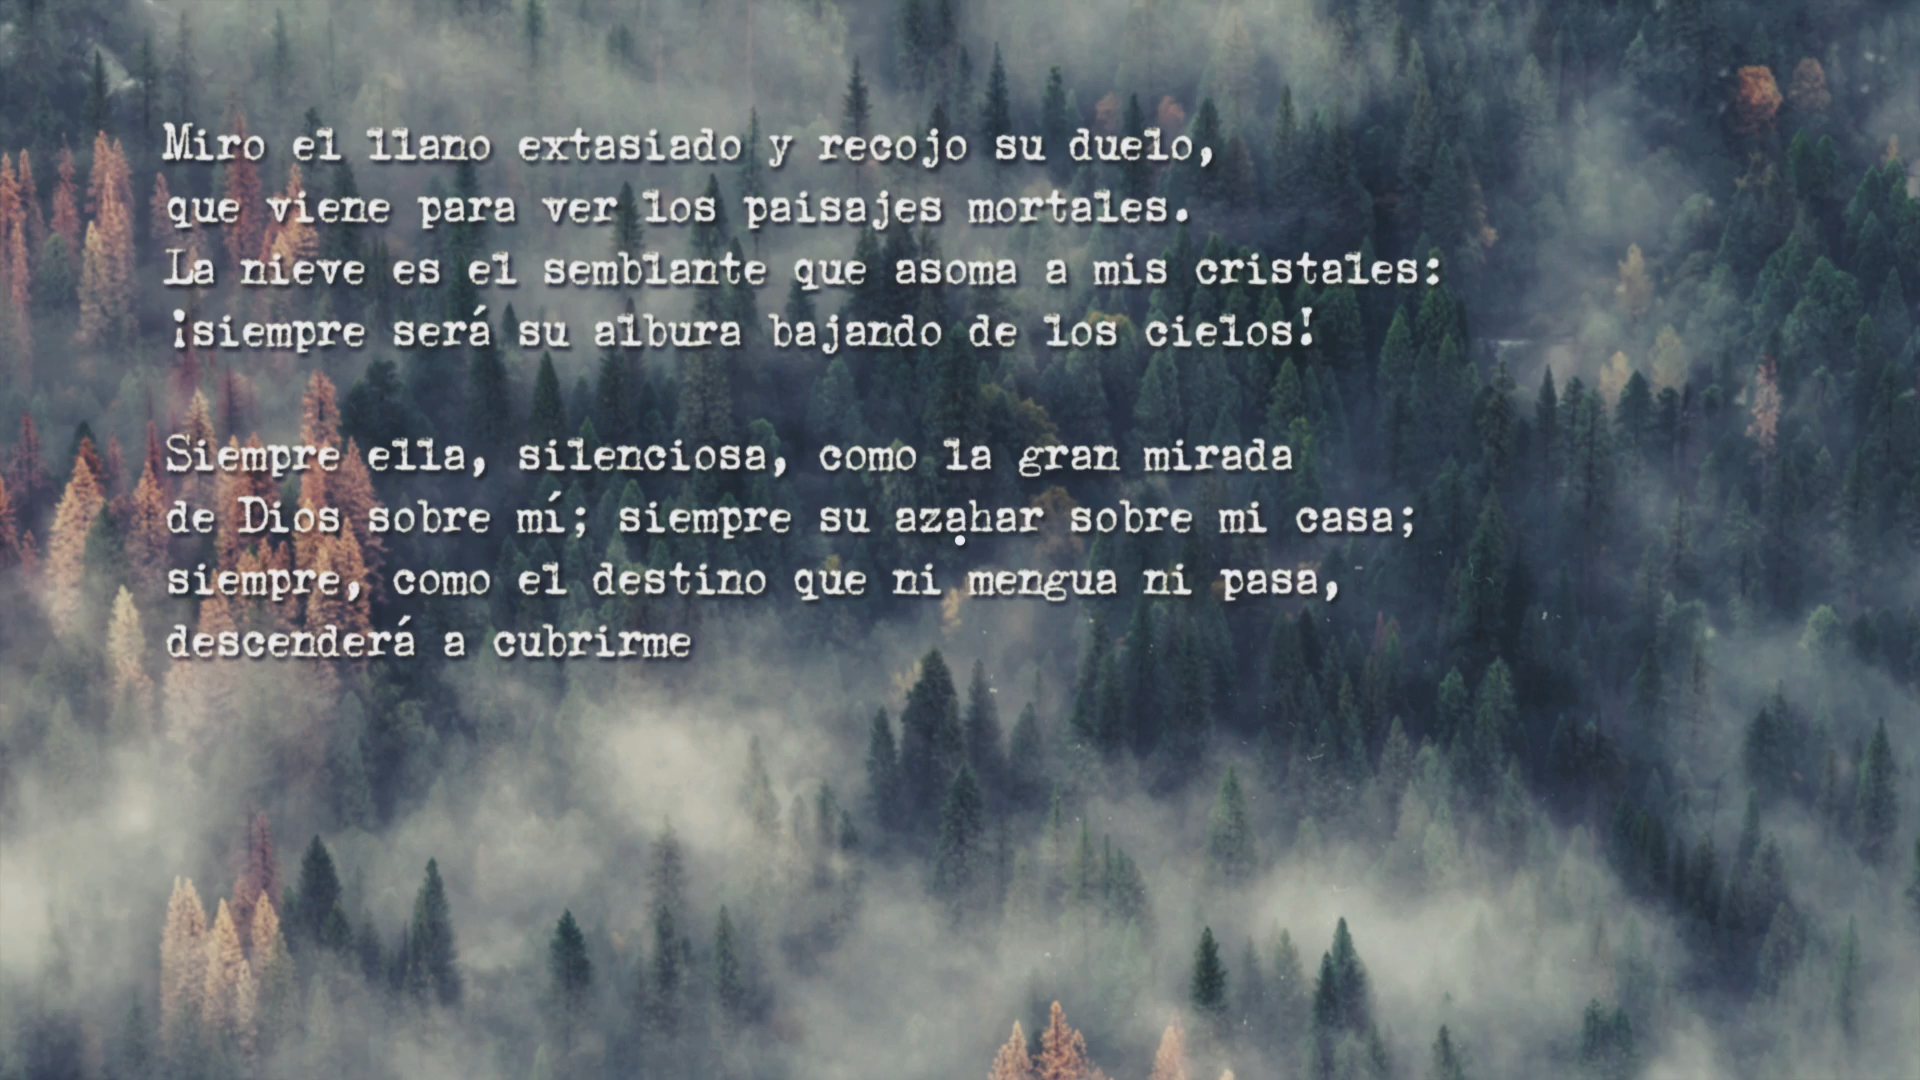 Miro el llano extasiado y recojo su duelo,
que viene para ver los paisajes mortales.
La nieve es el semblante que asoma a mis cristales:
¡siempre será su albura bajando de los cielos!
Siempre ella, silenciosa, como la gran mirada
de Dios sobre mí; siempre su azahar sobre mi casa;
siempre, como el destino que ni mengua ni pasa,
descenderá a cubrirme